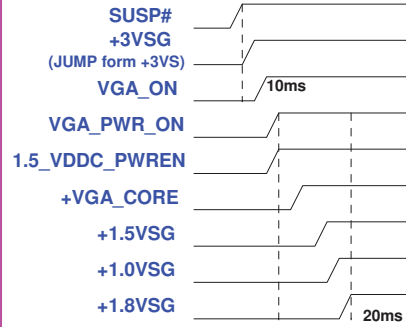 SUSP#
+3VSG
(JUMP form +3VS)
VGA_ON
10ms
VGA_PWR_ON
1.5_VDDC_PWREN
+VGA_CORE
+1.5VSG
+1.0VSG
+1.8VSG
20ms